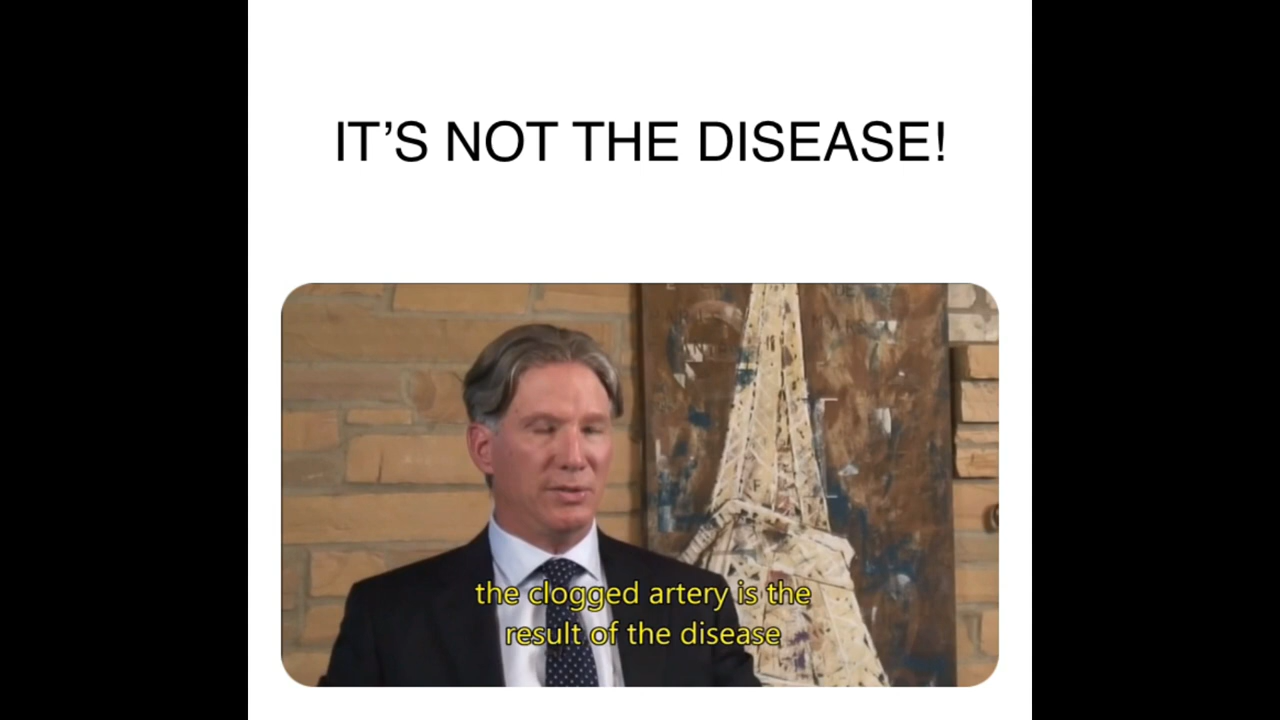 IT’S NOT THE DISEASE!
the clogged artery is the
result of the disease